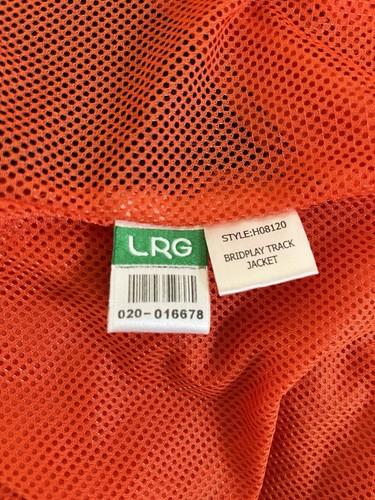 LRG
020-016678
STYLE:H08120
BRIDPLAY TRACK
JACKET